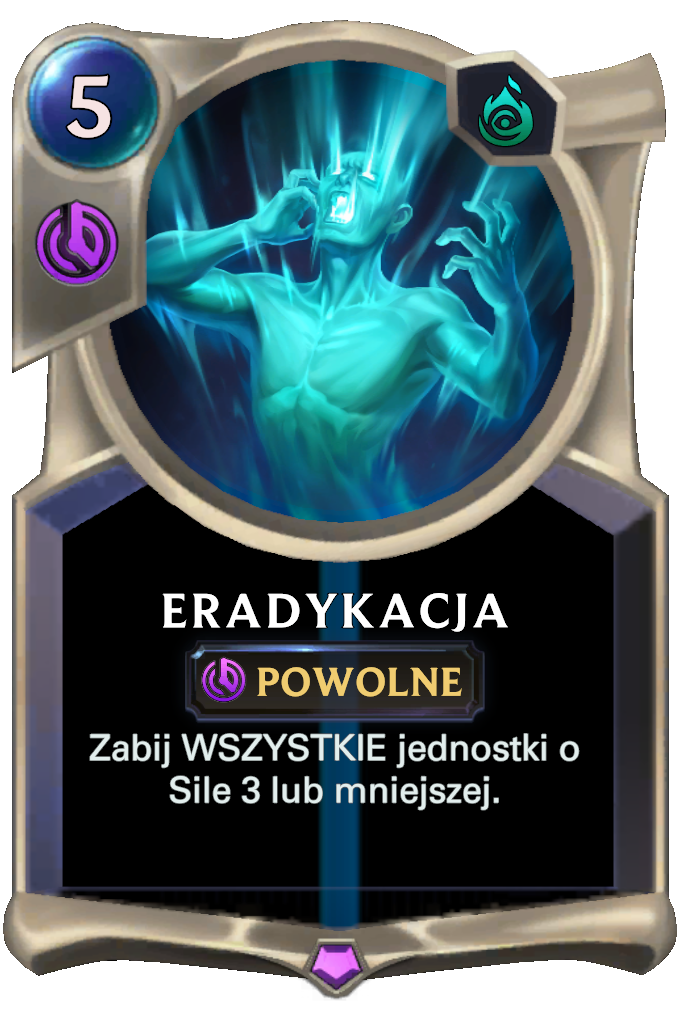 5
ERADYKACJA
POWOLNE
Zabij WSZYSTKIE jednostki o
Sile 3 lub mniejszej.